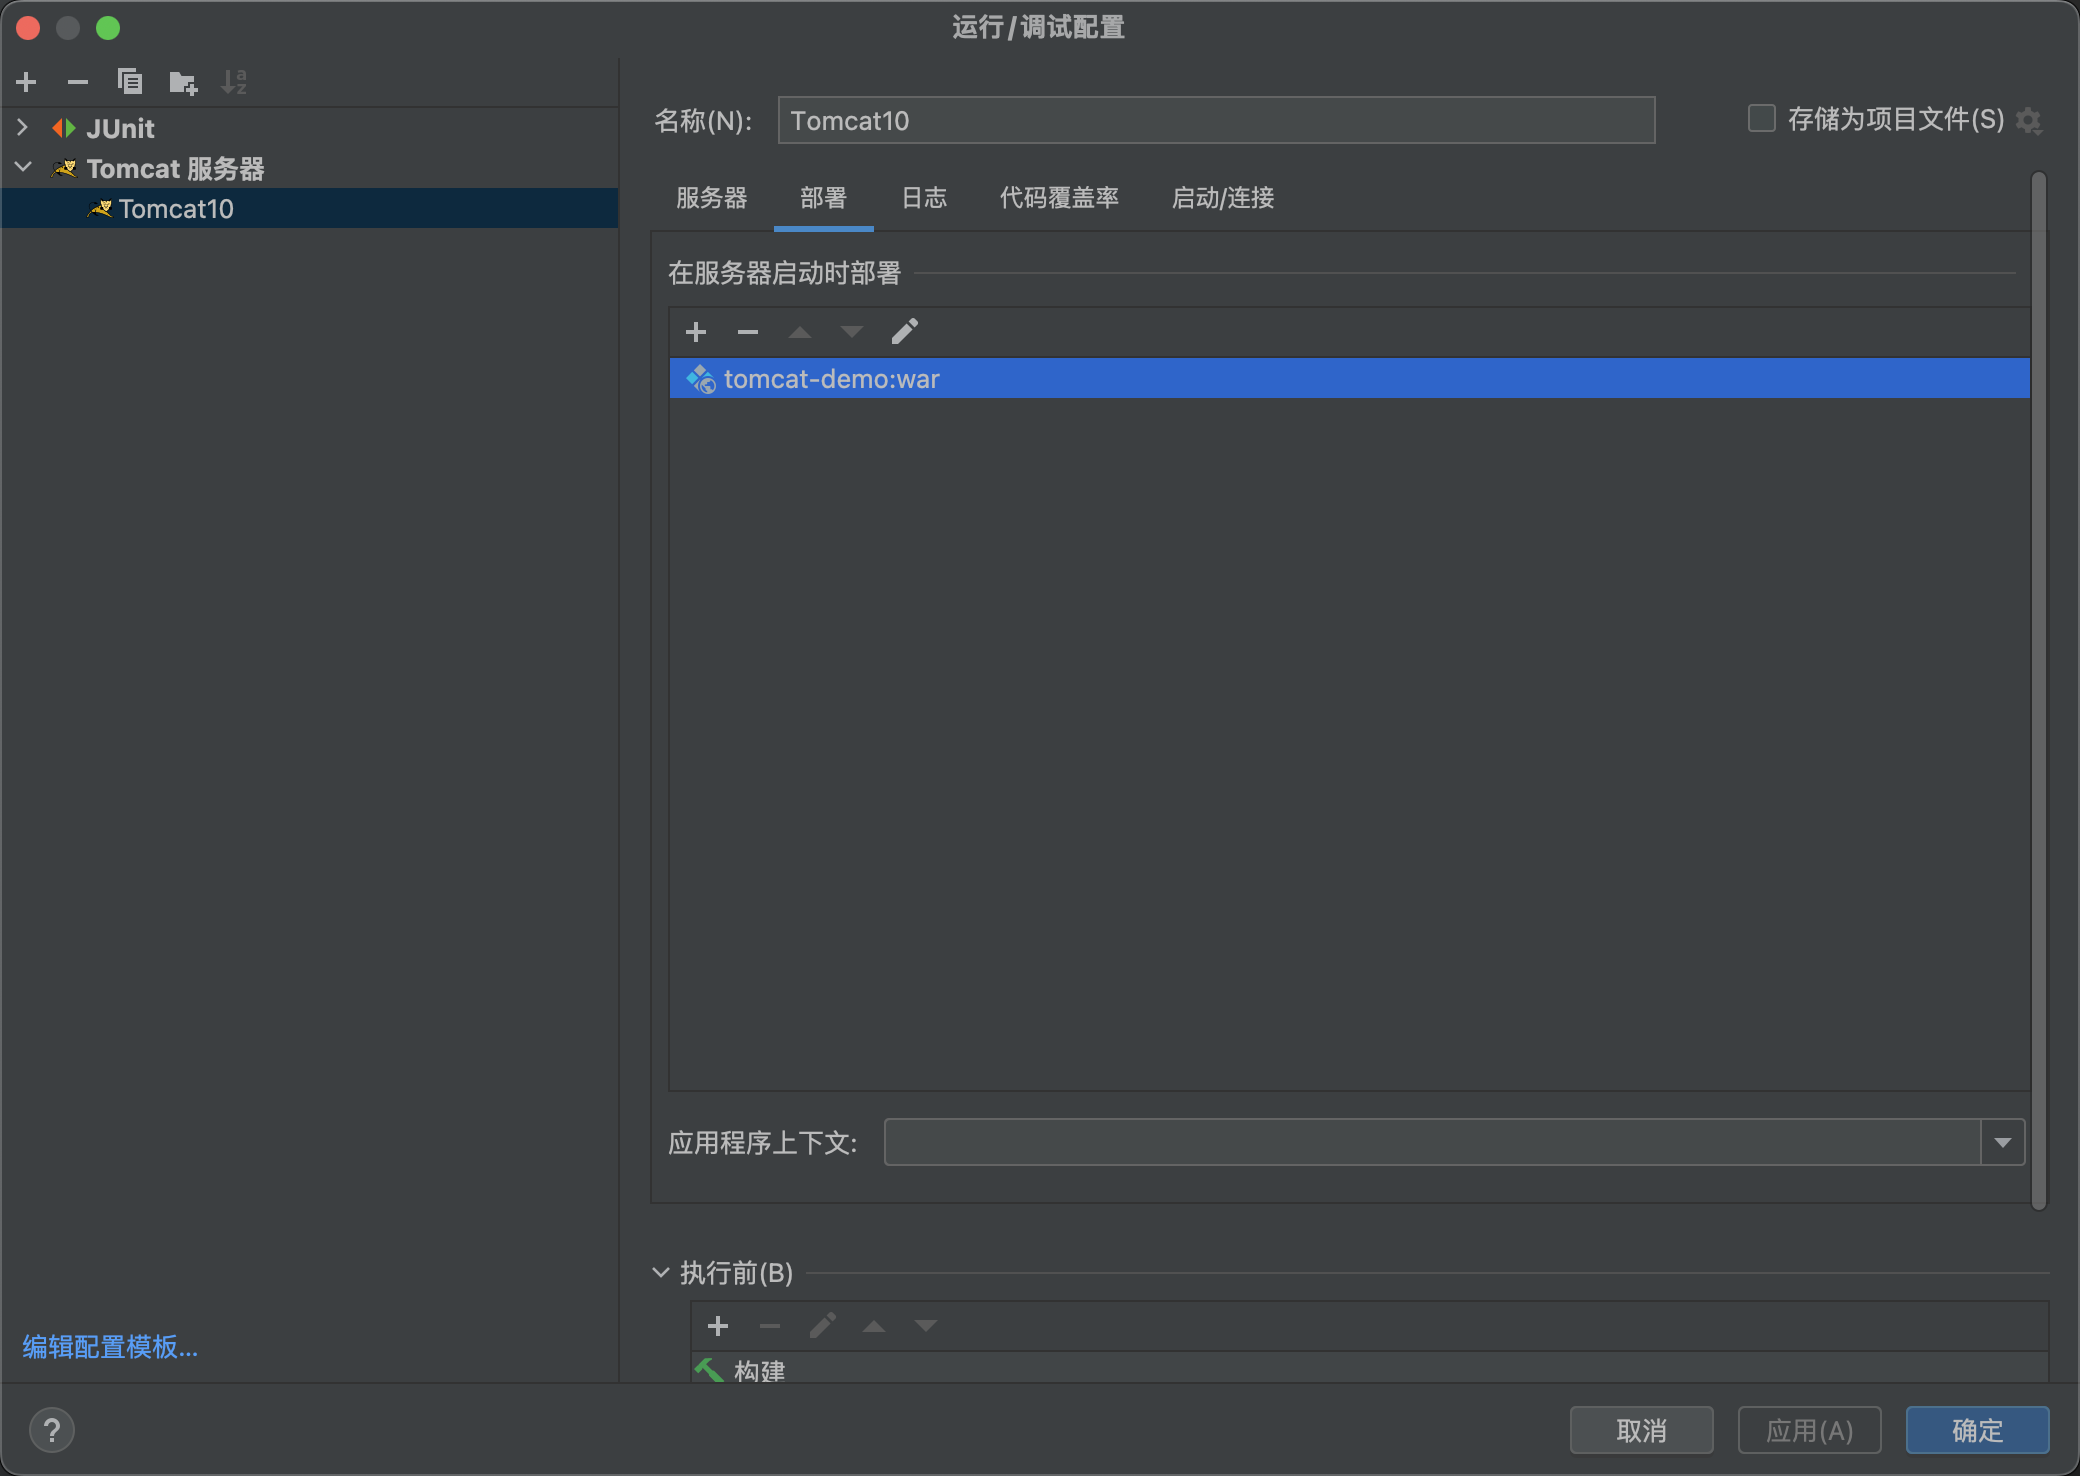 运行/调试配置
JUnit
Tomcat 服务器
Tomcat10
编辑配置模板...
名称(N): Tomcat10 存储为项目文件(S)
服务器 部署 日志 代码覆盖率 启动/连接
在服务器启动时部署
tomcat-demo:war
应用程序上下文:
执行前(B)
构建
? 取消 应用(A) 确定